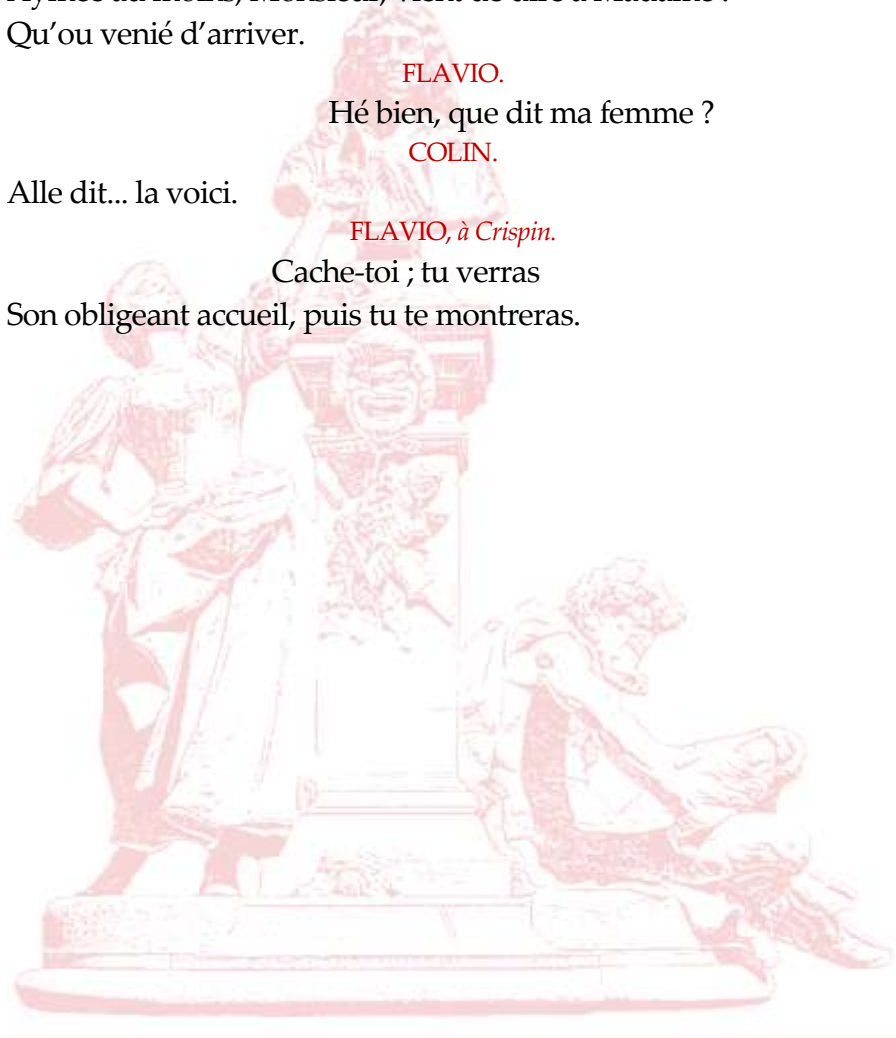 Qu’ou venié d’arriver.
FLAVIO.
Hé bien, que dit ma femme ?
COLIN.
Alle dit... la voici.
FLAVIO, à Crispin.
Cache-toi ; tu verras
Son obligeant accueil, puis tu te montreras.